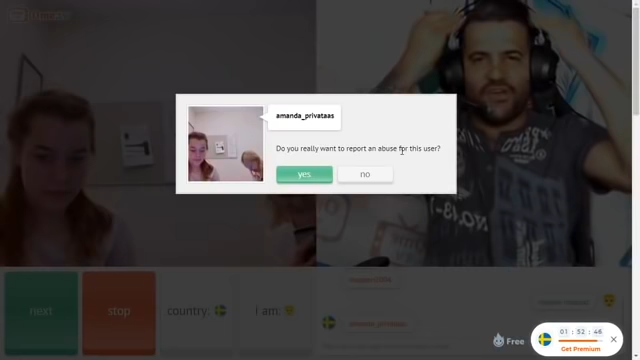 amanda_privataas
Do you really want to report an abuse for this user?
yes
no
next
stop
country:
i am:
Free
01 : 52 : 46
Get Premium